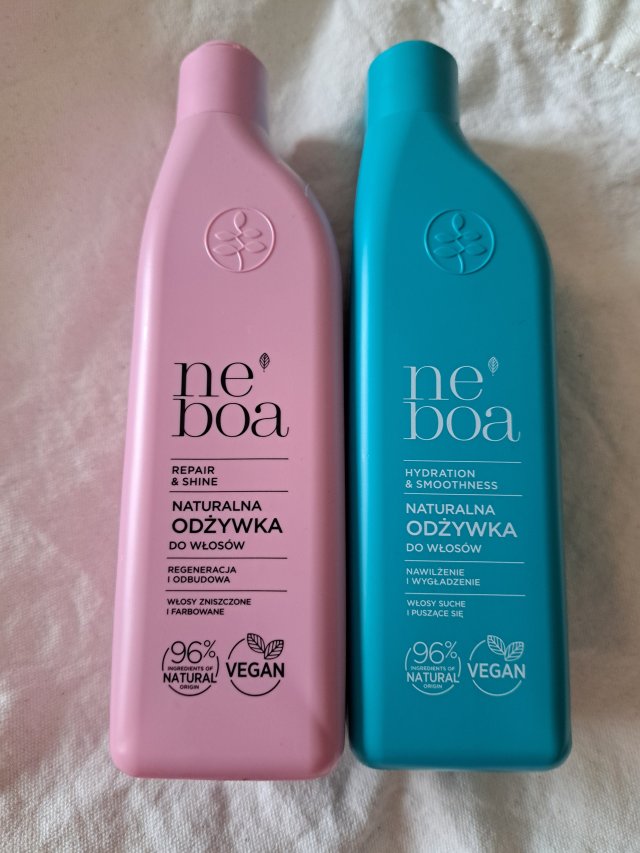 ne'
boa
REPAIR
& SHINE
NATURALNA
ODŻYWKA
DO WŁOSÓW
REGENERACJA
I ODBUDOWA
WŁOSY ZNISZCZONE
I FARBOWANE
96%
INGREDIENTS OF
NATURAL
ORIGIN
VEGAN
ne'
boa
HYDRATION
& SMOOTHNESS
NATURALNA
ODŻYWKA
DO WŁOSÓW
NAWILŻENIE
I WYGŁADZENIE
WŁOSY SUCHE
I PUSZĄCE SIĘ
96%
INGREDIENTS OF
NATURAL
ORIGIN
VEGAN